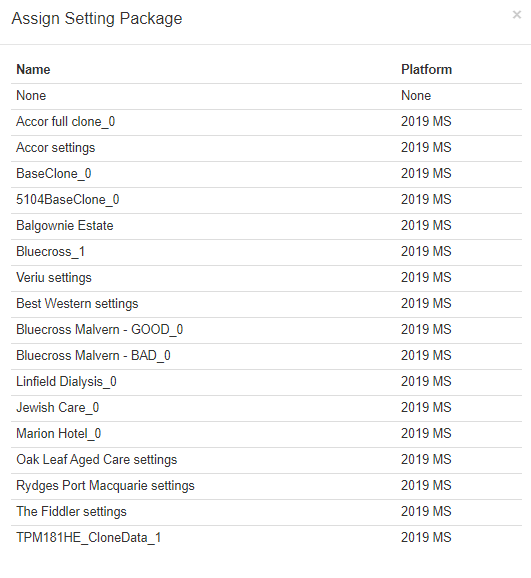 Assign Setting Package ×
Name Platform
None None
Accor full clone_0 2019 MS
Accor settings 2019 MS
BaseClone_0 2019 MS
5104BaseClone_0 2019 MS
Balgownie Estate 2019 MS
Bluecross_1 2019 MS
Veriu settings 2019 MS
Best Western settings 2019 MS
Bluecross Malvern - GOOD_0 2019 MS
Bluecross Malvern - BAD_0 2019 MS
Linfield Dialysis_0 2019 MS
Jewish Care_0 2019 MS
Marion Hotel_0 2019 MS
Oak Leaf Aged Care settings 2019 MS
Rydges Port Macquarie settings 2019 MS
The Fiddler settings 2019 MS
TPM181HE_CloneData_1 2019 MS